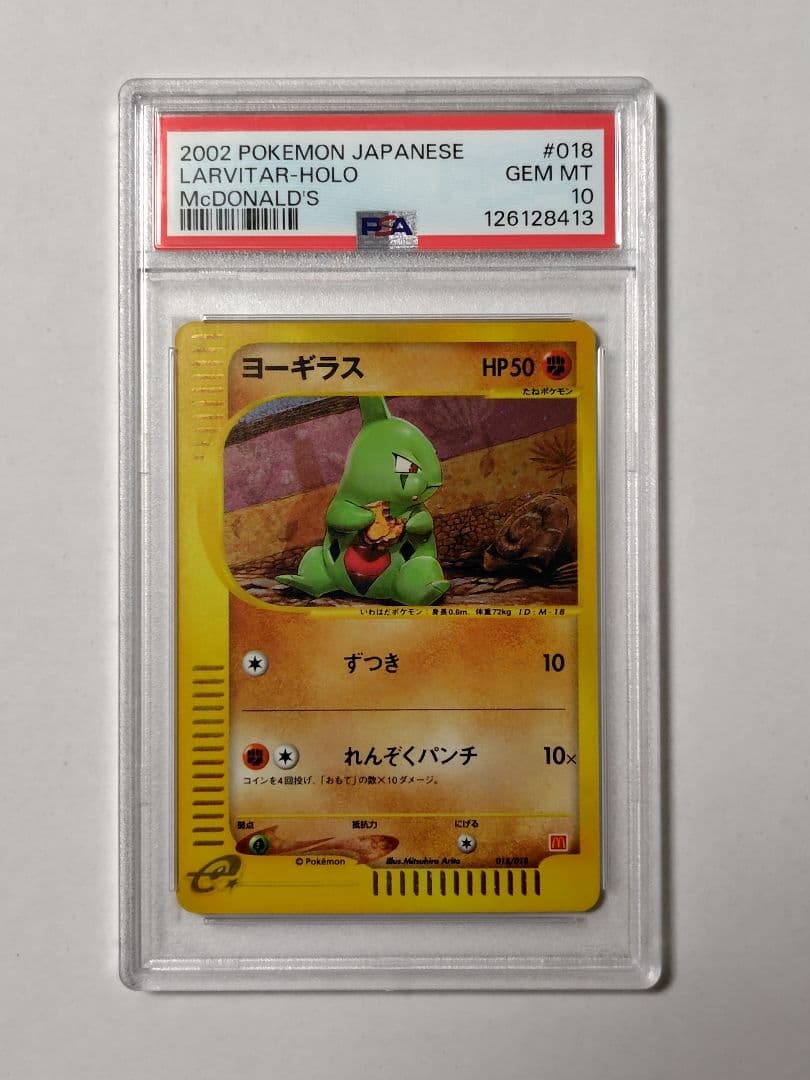 2002 POKEMON JAPANESE #018
LARVITAR-HOLO GEM MT
McDONALD'S 10
126128413
PSA
ヨーギラス HP50
たねポケモン
いわはだポケモン：身長0.6m、体重72kg ID:M-18
ずつき 10
れんぞくパンチ 10×
コインを4回投げ、「おもて」の数×10ダメージ。
弱点 抵抗力 にげる
©Pokémon Illus.Mitsuhiro Arita 018/018